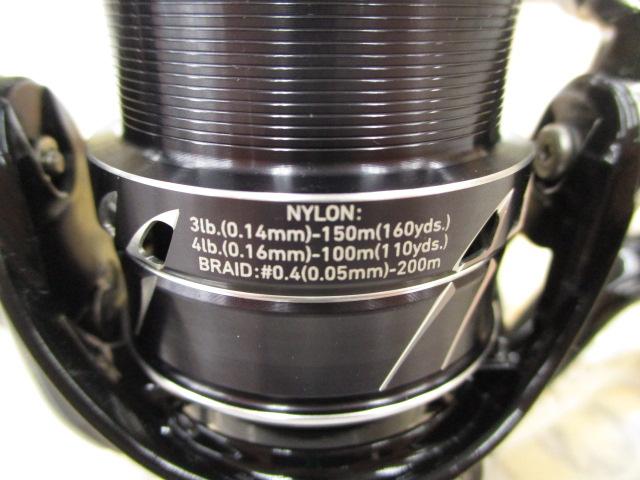 NYLON:
3lb.(0.14mm)-150m(160yds.)
4lb.(0.16mm)-100m(110yds.)
BRAID:#0.4(0.05mm)-200m